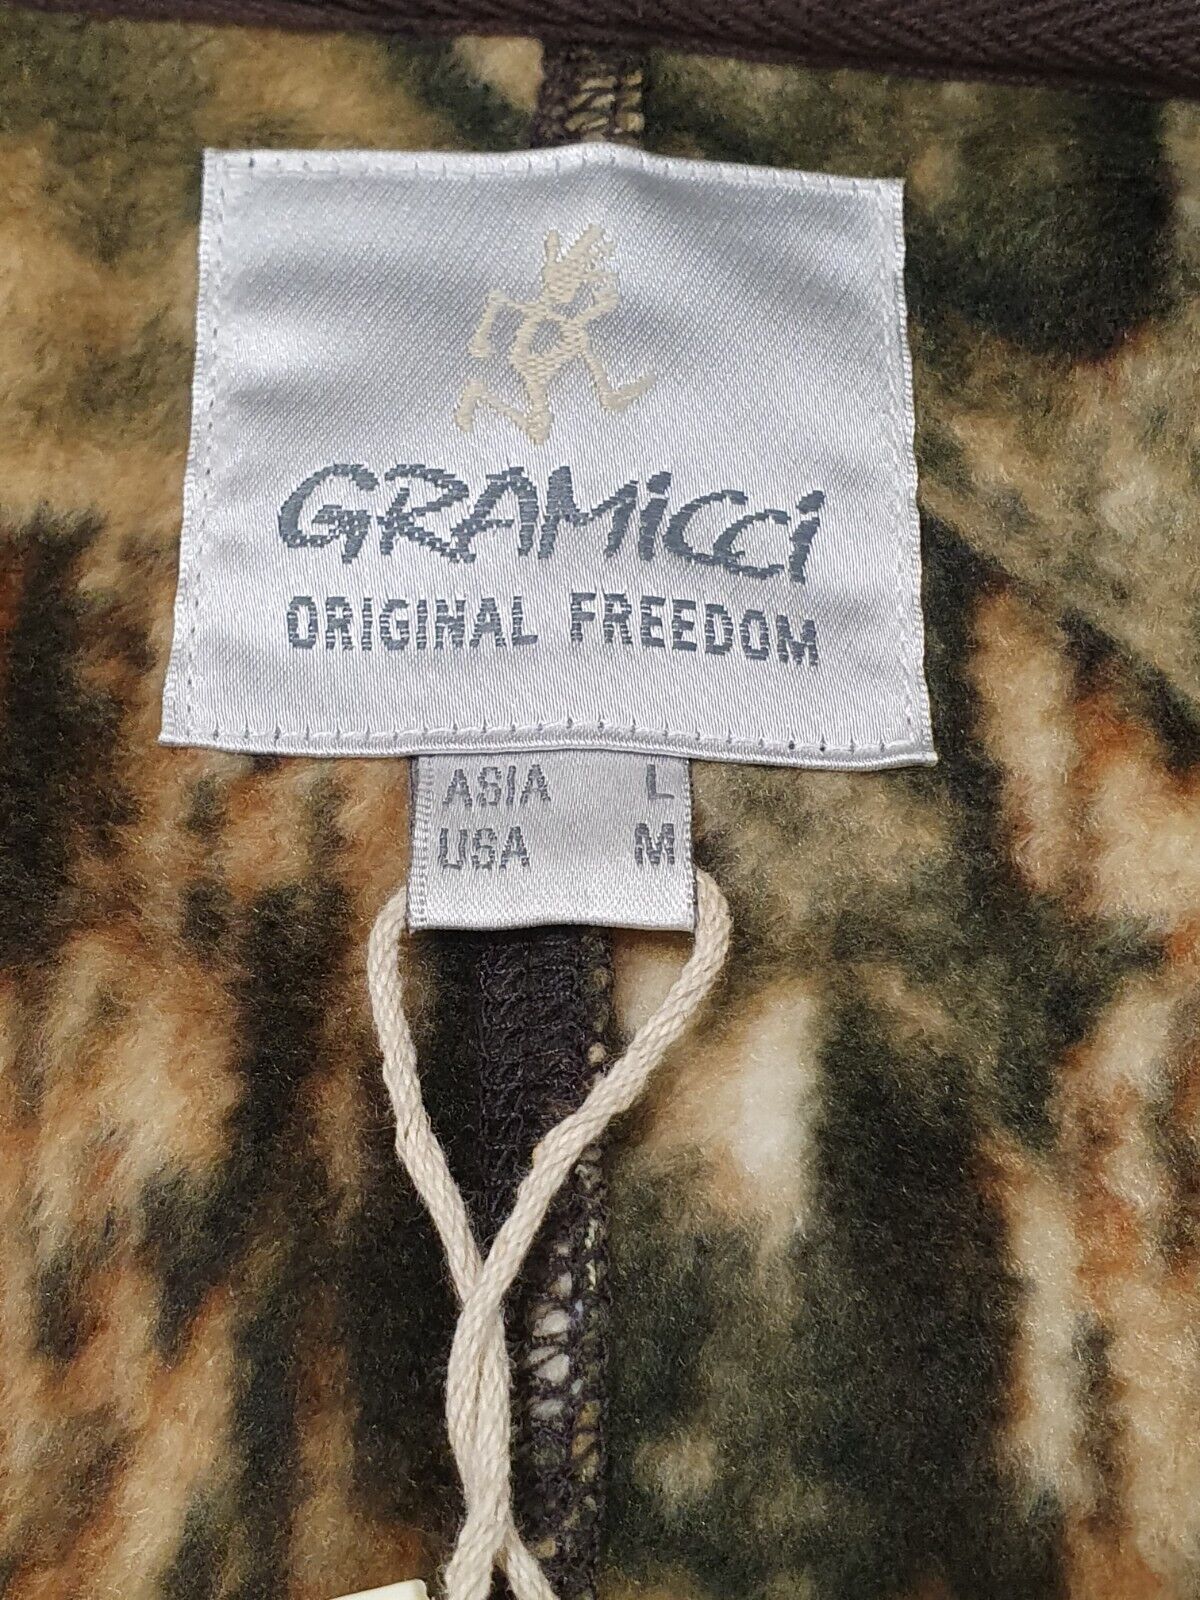 GRAMiCCi
ORIGINAL FREEDOM
ASIA L
USA M